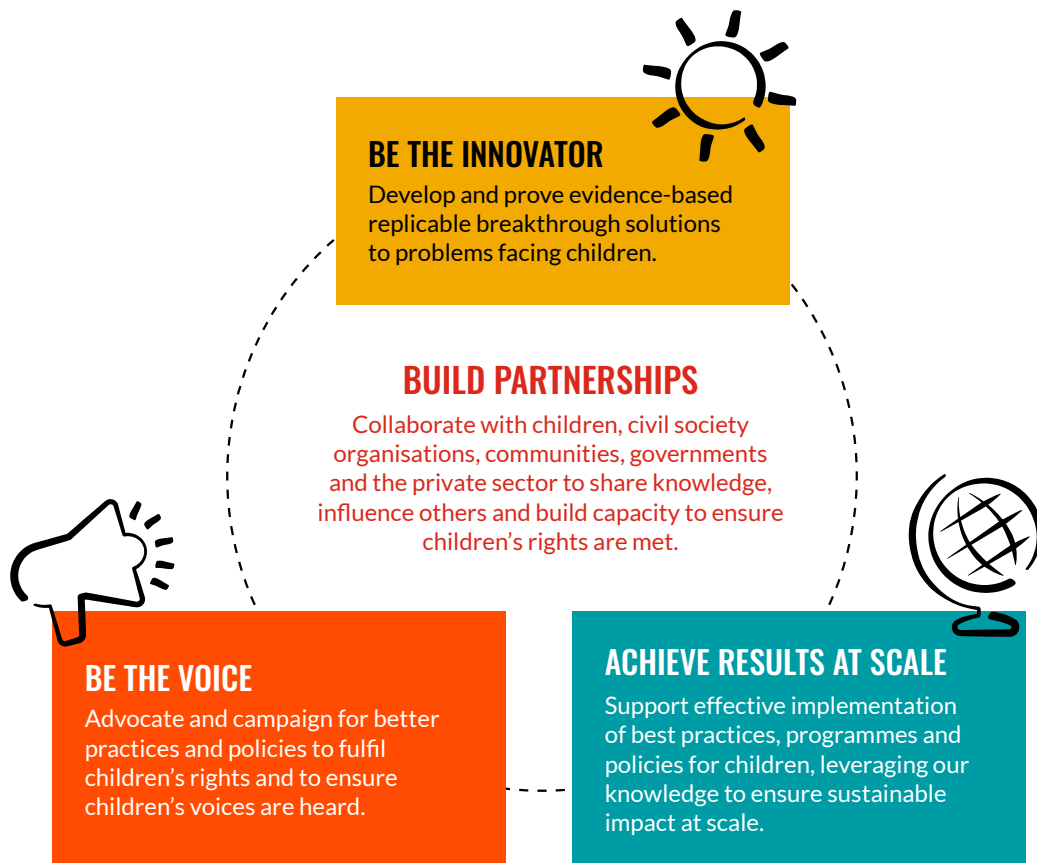 BE THE INNOVATOR
Develop and prove evidence-based
replicable breakthrough solutions
to problems facing children.
BUILD PARTNERSHIPS
Collaborate with children, civil society
organisations, communities, governments
and the private sector to share knowledge,
influence others and build capacity to ensure
children’s rights are met.
BE THE VOICE
Advocate and campaign for better
practices and policies to fulfil
children’s rights and to ensure
children’s voices are heard.
ACHIEVE RESULTS AT SCALE
Support effective implementation
of best practices, programmes and
policies for children, leveraging our
knowledge to ensure sustainable
impact at scale.